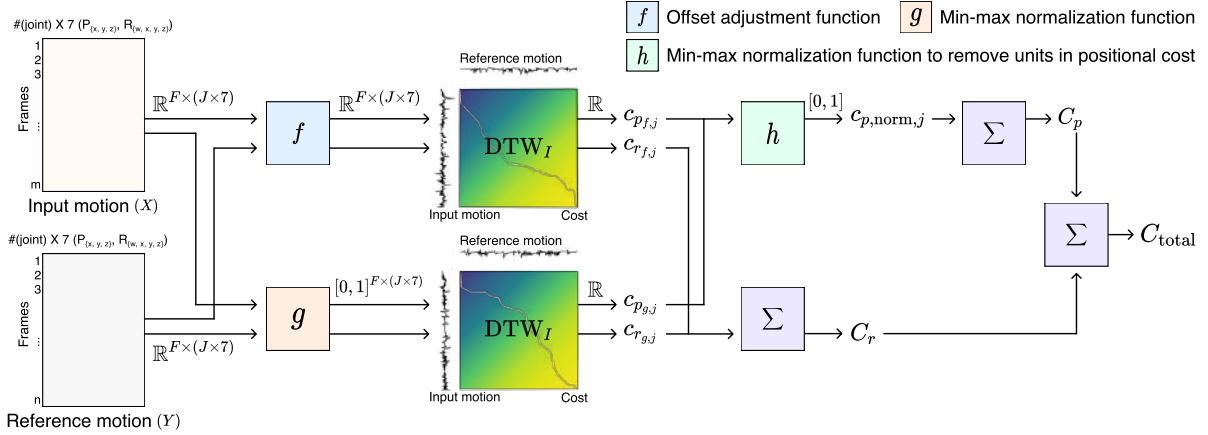 f Offset adjustment function g Min-max normalization function
h Min-max normalization function to remove units in positional cost
#(joint) X 7 (P{x, y, z}, R{w, x, y, z})
1
2
3
Frames
...
m
Input motion (X)
#(joint) X 7 (P{x, y, z}, R{w, x, y, z})
1
2
3
Frames
...
n
Reference motion (Y)
ℝ^{F×(J×7)}
ℝ^{F×(J×7)}
f
g
ℝ^{F×(J×7)}
[0, 1]^{F×(J×7)}
Reference motion
DTW_I
Input motion Cost
Reference motion
DTW_I
Input motion Cost
ℝ
c_{p_{f,j}}
c_{r_{f,j}}
ℝ
c_{p_{g,j}}
c_{r_{g,j}}
h
[0, 1]
c_{p,norm,j}
Σ
C_p
Σ
C_r
Σ
C_total